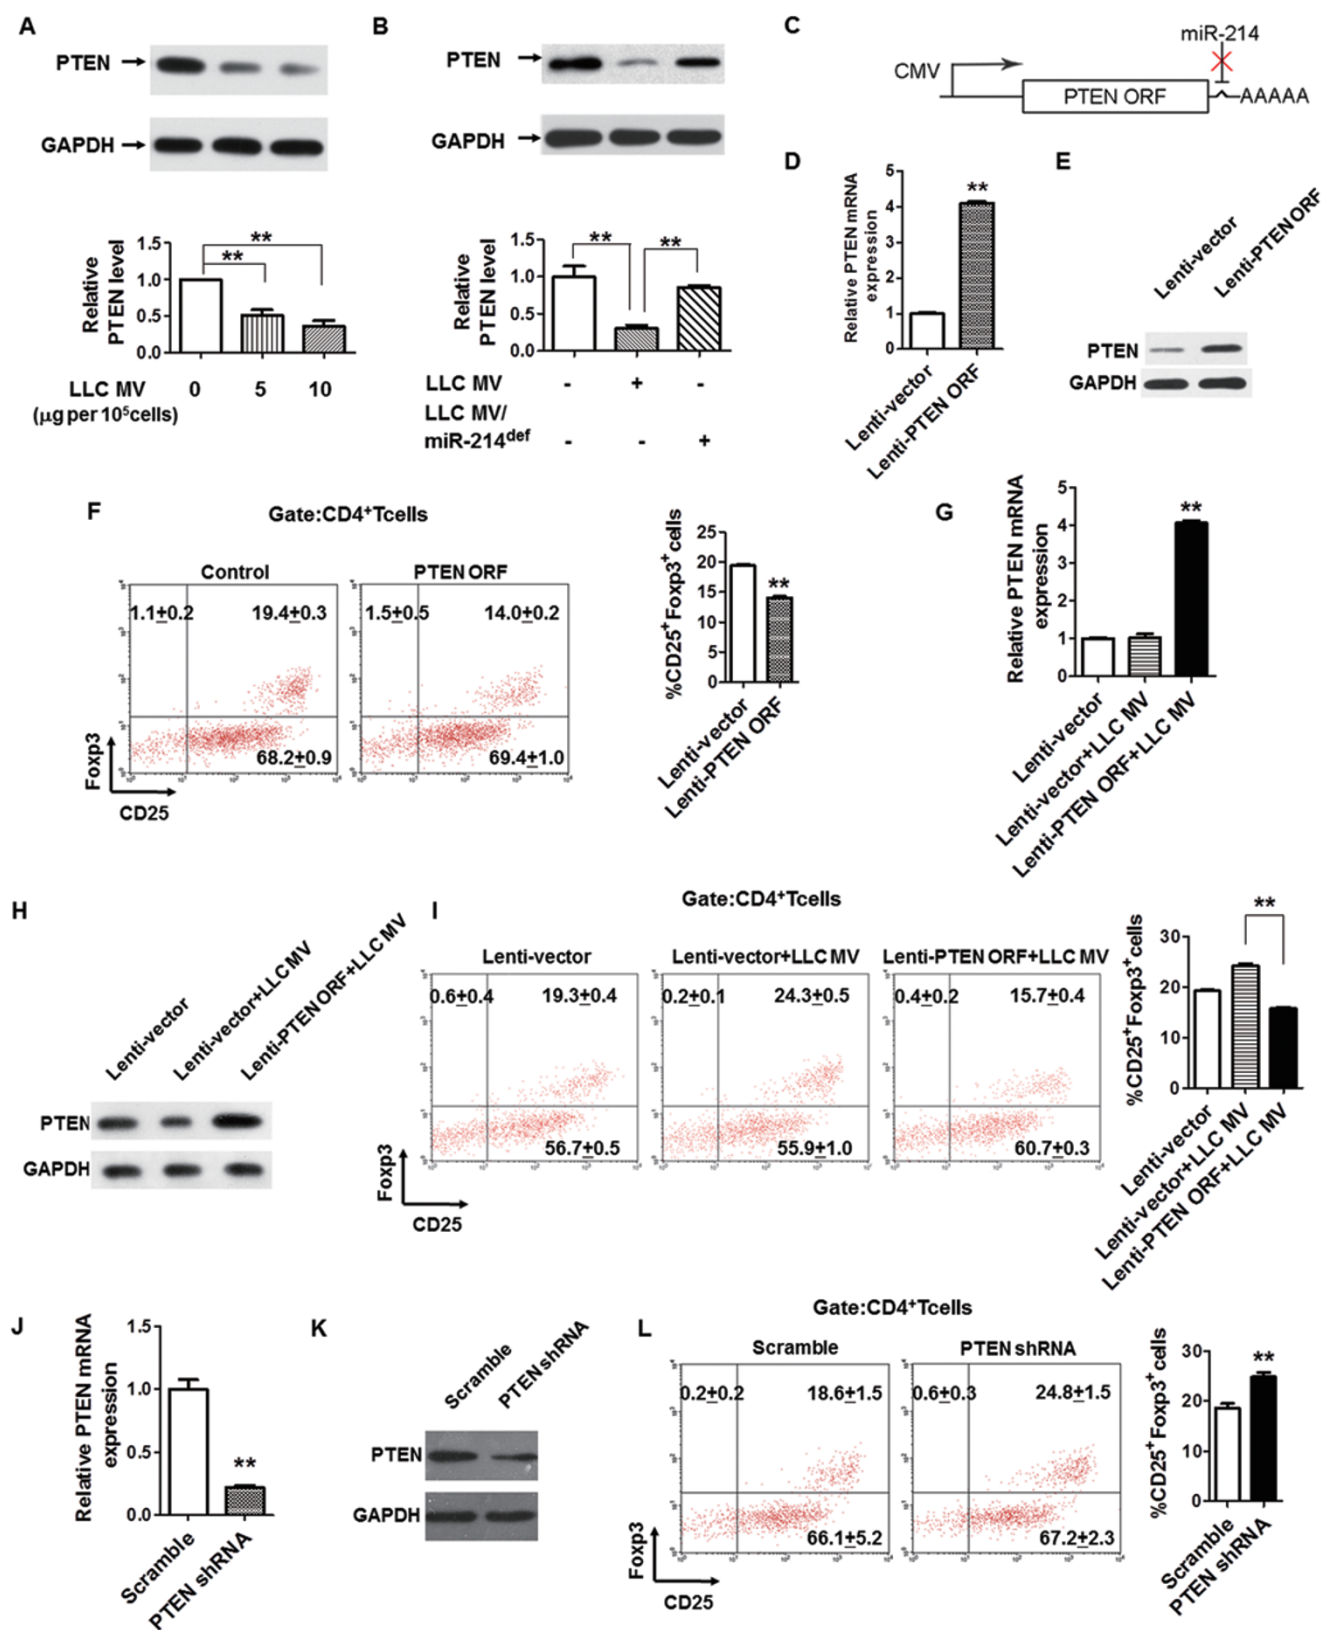 A
PTEN
GAPDH
Relative
PTEN level
1.5
1.0
0.5
0.0
**
**
LLC MV
0
5
10
(μg per 10⁵cells)
B
PTEN
GAPDH
Relative
PTEN level
1.5
1.0
0.5
0.0
**
**
LLC MV
-
+
-
LLC MV/
miR-214ᵈᵉᶠ
-
-
+
C
miR-214
CMV
PTEN ORF
AAAAA
D
Relative PTEN mRNA
expression
5
4
3
2
1
0
**
Lenti-vector
Lenti-PTEN ORF
E
Lenti-vector
Lenti-PTEN ORF
PTEN
GAPDH
F
Gate:CD4⁺Tcells
Control
1.1±0.2
19.4±0.3
68.2±0.9
PTEN ORF
1.5±0.5
14.0±0.2
69.4±1.0
Foxp3
CD25
%CD25⁺Foxp3⁺cells
25
20
15
10
5
0
**
Lenti-vector
Lenti-PTEN ORF
G
Relative PTEN mRNA
expression
5
4
3
2
1
0
**
Lenti-vector
Lenti-vector+LLC MV
Lenti-PTEN ORF+LLC MV
H
Lenti-vector
Lenti-vector+LLC MV
Lenti-PTEN ORF+LLC MV
PTEN
GAPDH
I
Gate:CD4⁺Tcells
Lenti-vector
0.6±0.4
19.3±0.4
56.7±0.5
Lenti-vector+LLC MV
0.2±0.1
24.3±0.5
55.9±1.0
Lenti-PTEN ORF+LLC MV
0.4±0.2
15.7±0.4
60.7±0.3
Foxp3
CD25
%CD25⁺Foxp3⁺cells
30
20
10
0
**
Lenti-vector
Lenti-vector+LLC MV
Lenti-PTEN ORF+LLC MV
J
Relative PTEN mRNA
expression
1.5
1.0
0.5
0.0
**
Scramble
PTEN shRNA
K
Scramble
PTEN shRNA
PTEN
GAPDH
L
Gate:CD4⁺Tcells
Scramble
0.2±0.2
18.6±1.5
66.1±5.2
PTEN shRNA
0.6±0.3
24.8±1.5
67.2±2.3
Foxp3
CD25
%CD25⁺Foxp3⁺cells
30
20
10
0
**
Scramble
PTEN shRNA